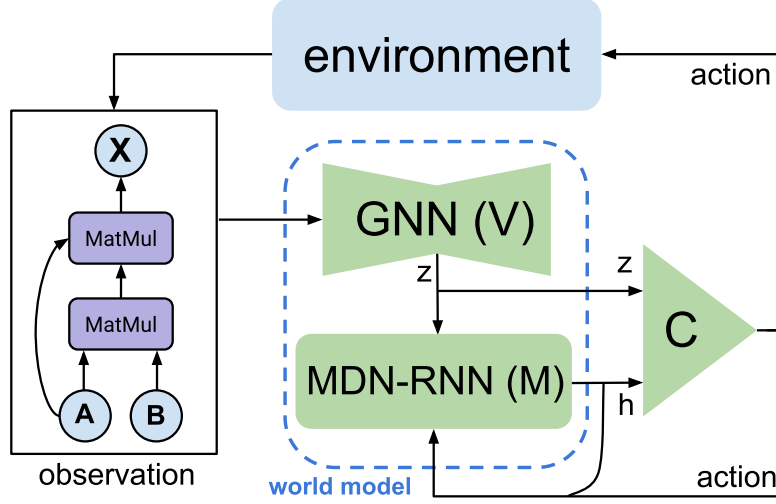 environment
action
X
MatMul
MatMul
A
B
observation
GNN (V)
z
z
MDN-RNN (M)
h
C
action
world model